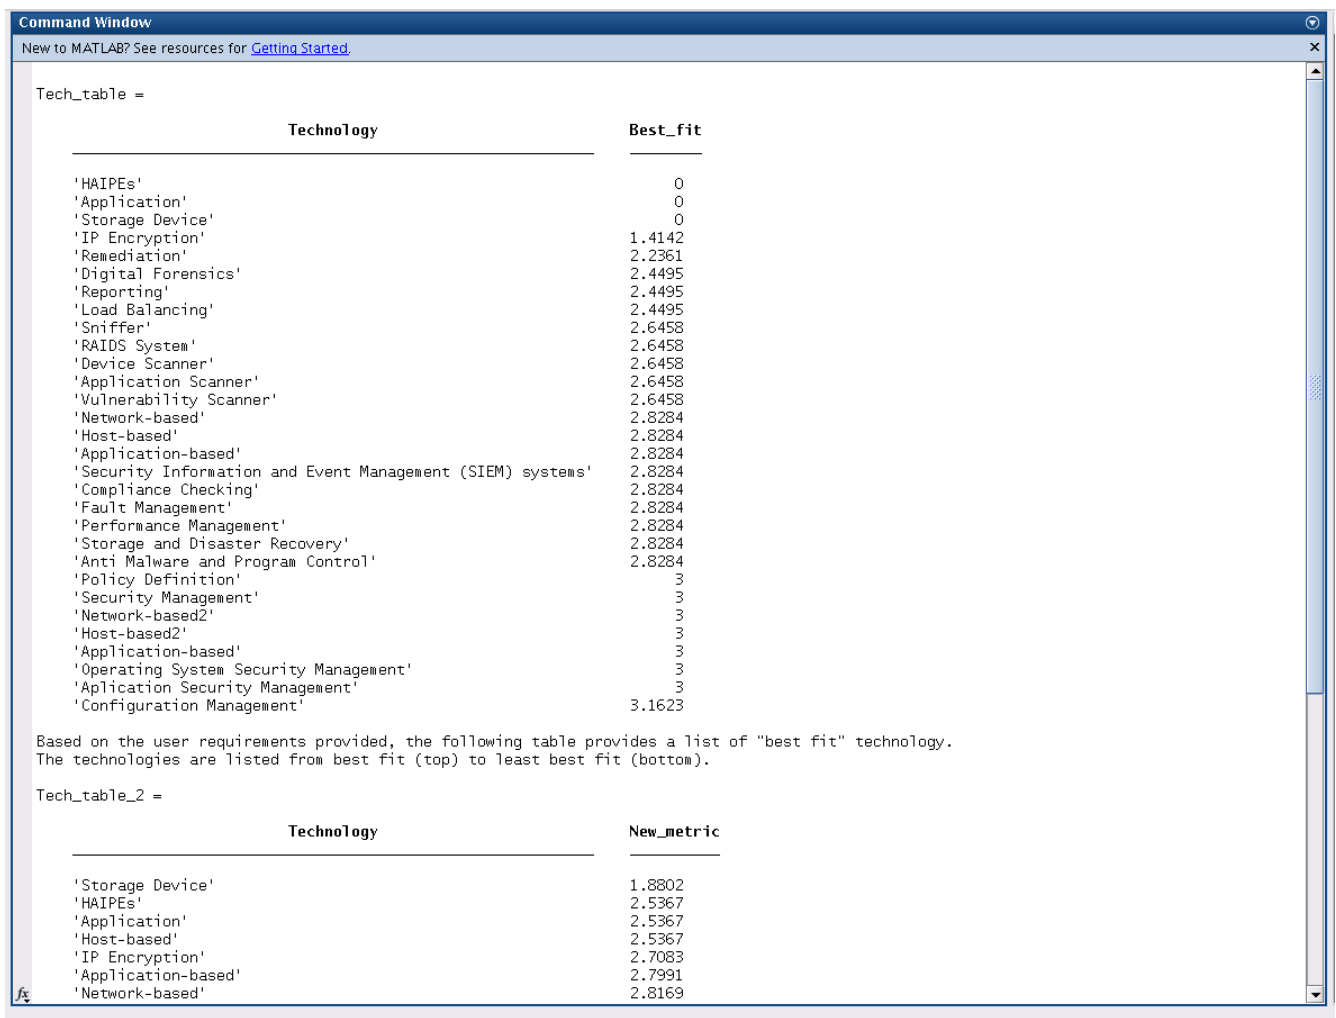 Command Window
New to MATLAB? See resources for Getting Started.
Tech_table =
Technology Best_fit
'HAIPEs' 0
'Application' 0
'Storage Device' 0
'IP Encryption' 1.4142
'Remediation' 2.2361
'Digital Forensics' 2.4495
'Reporting' 2.4495
'Load Balancing' 2.4495
'Sniffer' 2.6458
'RAIDS System' 2.6458
'Device Scanner' 2.6458
'Application Scanner' 2.6458
'Vulnerability Scanner' 2.6458
'Network-based' 2.8284
'Host-based' 2.8284
'Application-based' 2.8284
'Security Information and Event Management (SIEM) systems' 2.8284
'Compliance Checking' 2.8284
'Fault Management' 2.8284
'Performance Management' 2.8284
'Storage and Disaster Recovery' 2.8284
'Anti Malware and Program Control' 2.8284
'Policy Definition' 3
'Security Management' 3
'Network-based2' 3
'Host-based2' 3
'Application-based' 3
'Operating System Security Management' 3
'Aplication Security Management' 3
'Configuration Management' 3.1623
Based on the user requirements provided, the following table provides a list of "best fit" technology.
The technologies are listed from best fit (top) to least best fit (bottom).
Tech_table_2 =
Technology New_metric
'Storage Device' 1.8802
'HAIPEs' 2.5367
'Application' 2.5367
'Host-based' 2.5367
'IP Encryption' 2.7083
'Application-based' 2.7991
'Network-based' 2.8169
fx